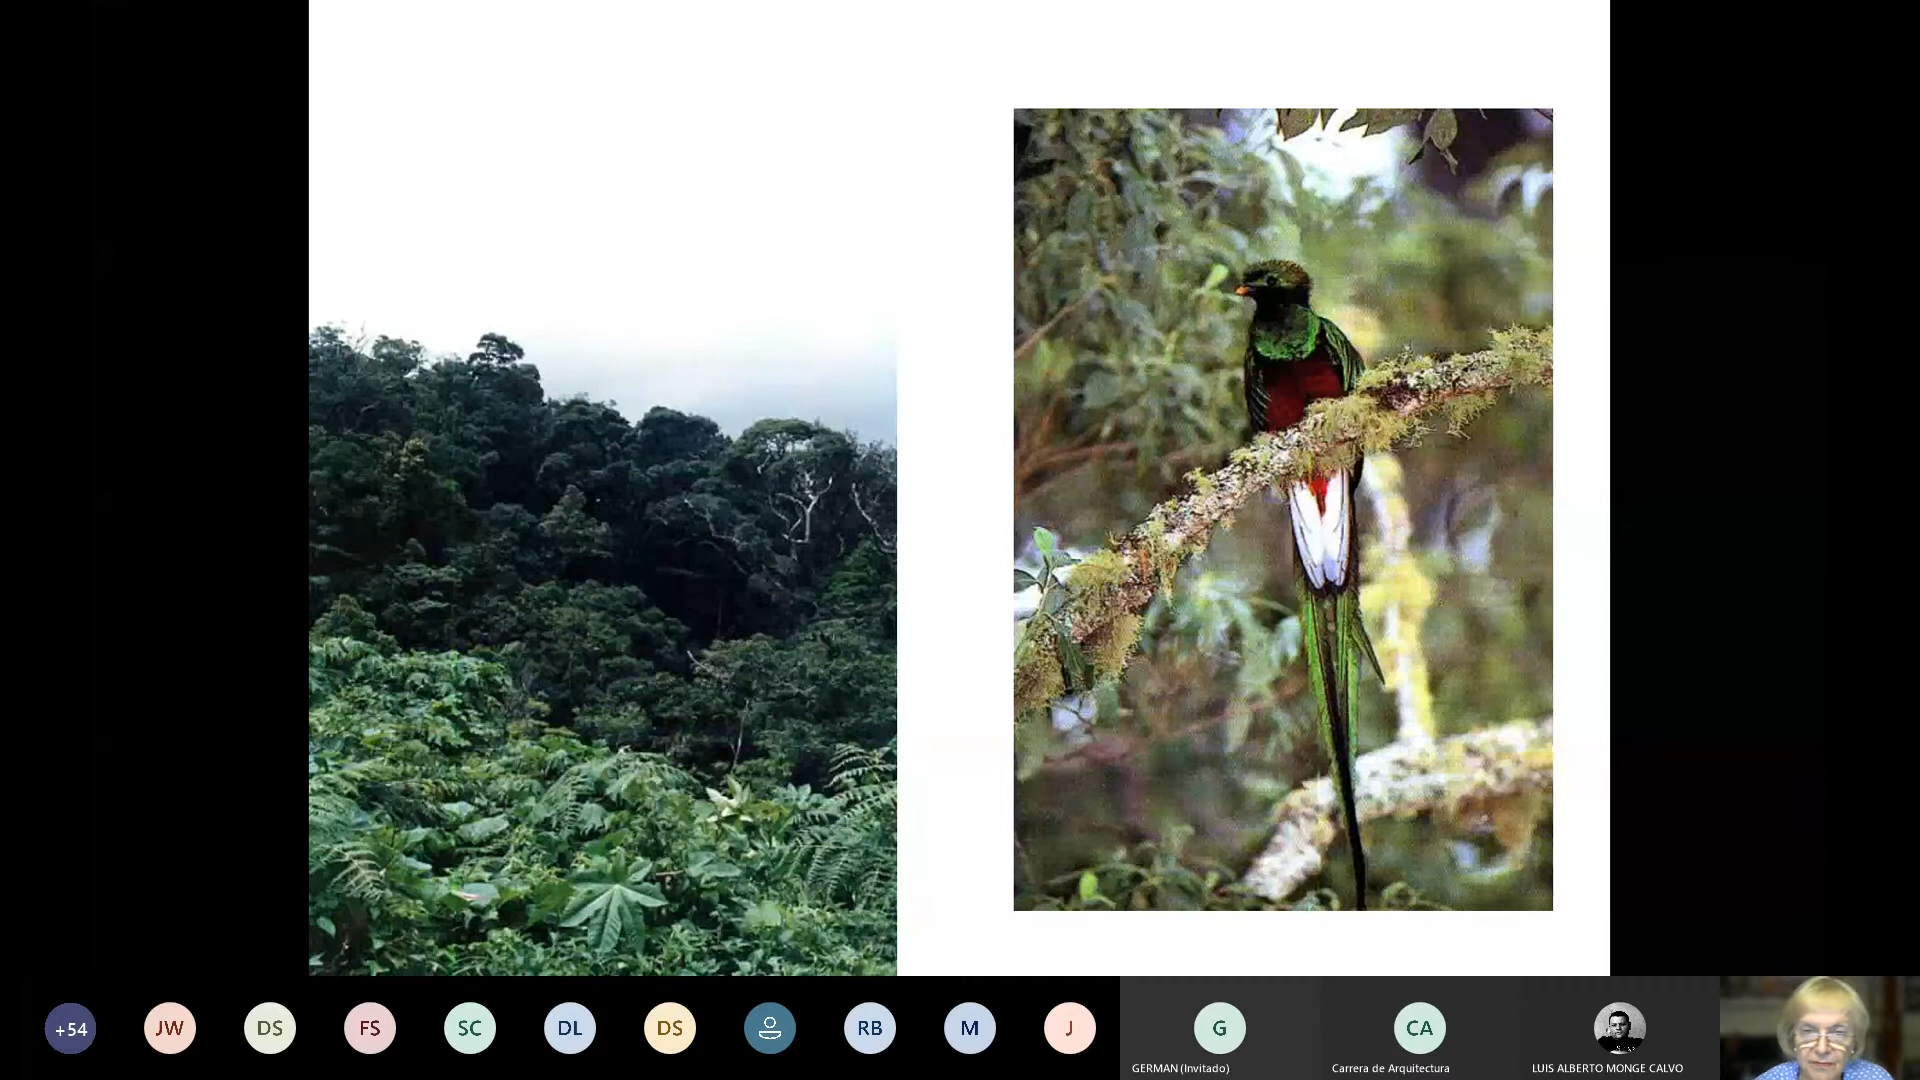 +54
JW
DS
FS
SC
DL
DS
RB
M
J
G
CA
GERMAN (Invitado)
Carrera de Arquitectura
LUIS ALBERTO MONGE CALVO